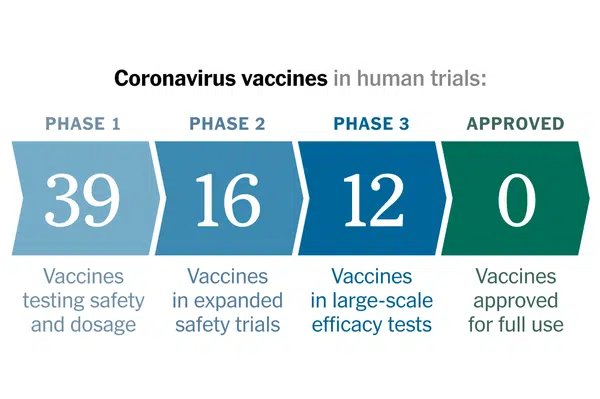 Coronavirus vaccines in human trials:
PHASE 1
PHASE 2
PHASE 3
APPROVED
39
16
12
0
Vaccines
testing safety
and dosage
Vaccines
in expanded
safety trials
Vaccines
in large-scale
efficacy tests
Vaccines
approved
for full use